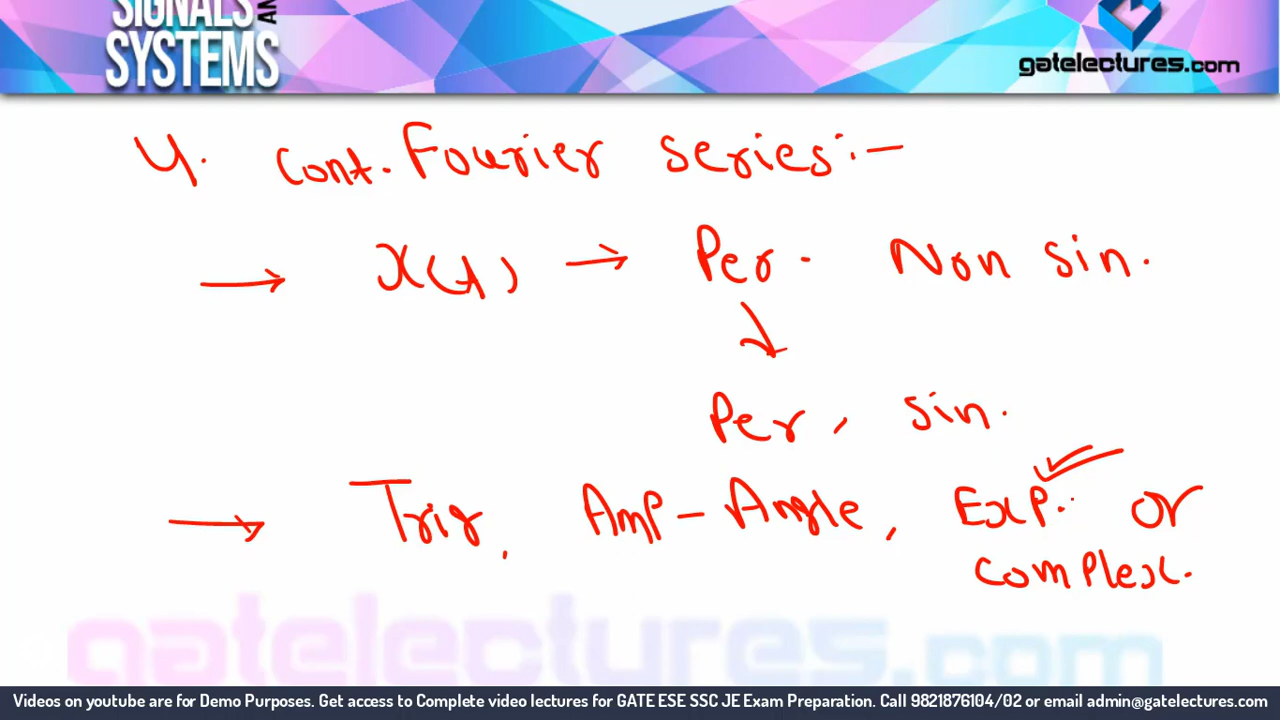 SIGNALS AN
SYSTEMS
gatelectures.com
4. Cont. Fourier series:-
→ x(t) → Per. Non sin.
↓
Per, sin.
→ Trig, Amp-Angle, Exp. or
complex.
gatelectures.com
Videos on youtube are for Demo Purposes. Get access to Complete video lectures for GATE ESE SSC JE Exam Preparation. Call 9821876104/02 or email admin@gatelectures.com